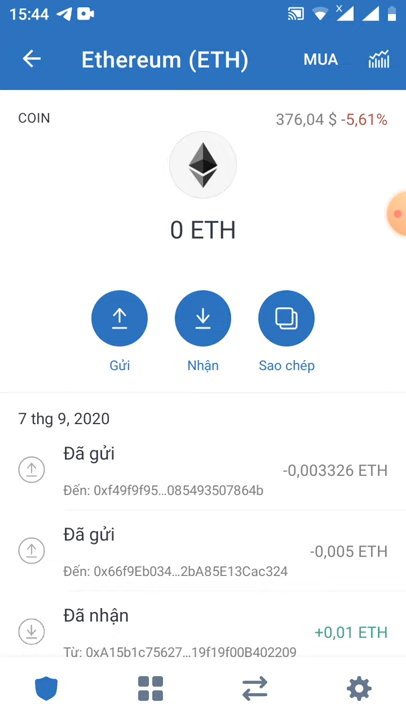 15:44
Ethereum (ETH) MUA
COIN 376,04 $ -5,61%
0 ETH
Gửi Nhận Sao chép
7 thg 9, 2020
Đã gửi -0,003326 ETH
Đến: 0xf49f9f95...085493507864b
Đã gửi -0,005 ETH
Đến: 0x66f9Eb034...2bA85E13Cac324
Đã nhận +0,01 ETH
Từ: 0xA15b1c75627...19f19f00B402209